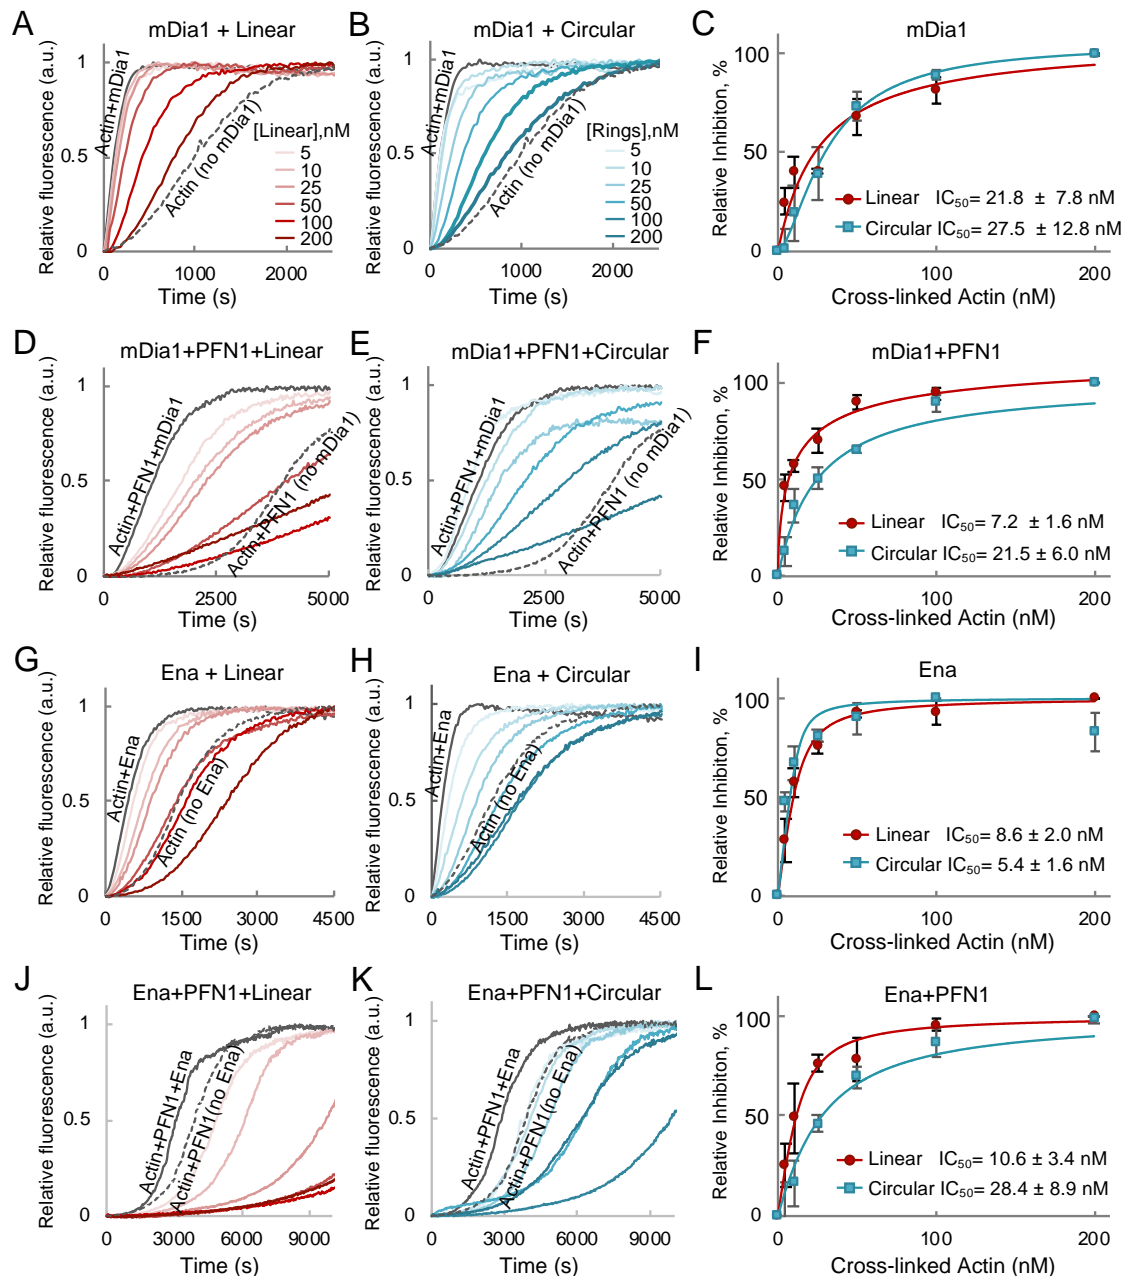 A
mDia1 + Linear
Relative fluorescence (a.u.)
1
0.5
0
Actin+mDia1
Actin (no mDia1)
[Linear],nM
5
10
25
50
100
200
0
1000
2000
Time (s)
B
mDia1 + Circular
Relative fluorescence (a.u.)
1
0.5
0
Actin+mDia1
Actin (no mDia1)
[Rings],nM
5
10
25
50
100
200
0
1000
2000
Time (s)
C
mDia1
Relative Inhibiton, %
100
50
0
Linear IC50= 21.8 ± 7.8 nM
Circular IC50= 27.5 ± 12.8 nM
0
100
200
Cross-linked Actin (nM)
D
mDia1+PFN1+Linear
Relative fluorescence (a.u.)
1
0.5
0
Actin+PFN1+mDia1
Actin+PFN1 (no mDia1)
0
2500
5000
Time (s)
E
mDia1+PFN1+Circular
Relative fluorescence (a.u.)
1
0.5
0
Actin+PFN1+mDia1
Actin+PFN1 (no mDia1)
0
2500
5000
Time (s)
F
mDia1+PFN1
Relative Inhibiton, %
100
50
0
Linear IC50= 7.2 ± 1.6 nM
Circular IC50= 21.5 ± 6.0 nM
0
100
200
Cross-linked Actin (nM)
G
Ena + Linear
Relative fluorescence (a.u.)
1
0.5
0
Actin+Ena
Actin (no Ena)
0
1500
3000
4500
Time (s)
H
Ena + Circular
Relative fluorescence (a.u.)
1
0.5
0
Actin+Ena
Actin (no Ena)
0
1500
3000
4500
Time (s)
I
Ena
Relative Inhibiton, %
100
50
0
Linear IC50= 8.6 ± 2.0 nM
Circular IC50= 5.4 ± 1.6 nM
0
100
200
Cross-linked Actin (nM)
J
Ena+PFN1+Linear
Relative fluorescence (a.u.)
1
0.5
0
Actin+PFN1+Ena
Actin+PFN1(no Ena)
0
3000
6000
9000
Time (s)
K
Ena+PFN1+Circular
Relative fluorescence (a.u.)
1
0.5
0
Actin+PFN1+Ena
Actin+PFN1(no Ena)
0
3000
6000
9000
Time (s)
L
Ena+PFN1
Relative Inhibiton, %
100
50
0
Linear IC50= 10.6 ± 3.4 nM
Circular IC50= 28.4 ± 8.9 nM
0
100
200
Cross-linked Actin (nM)